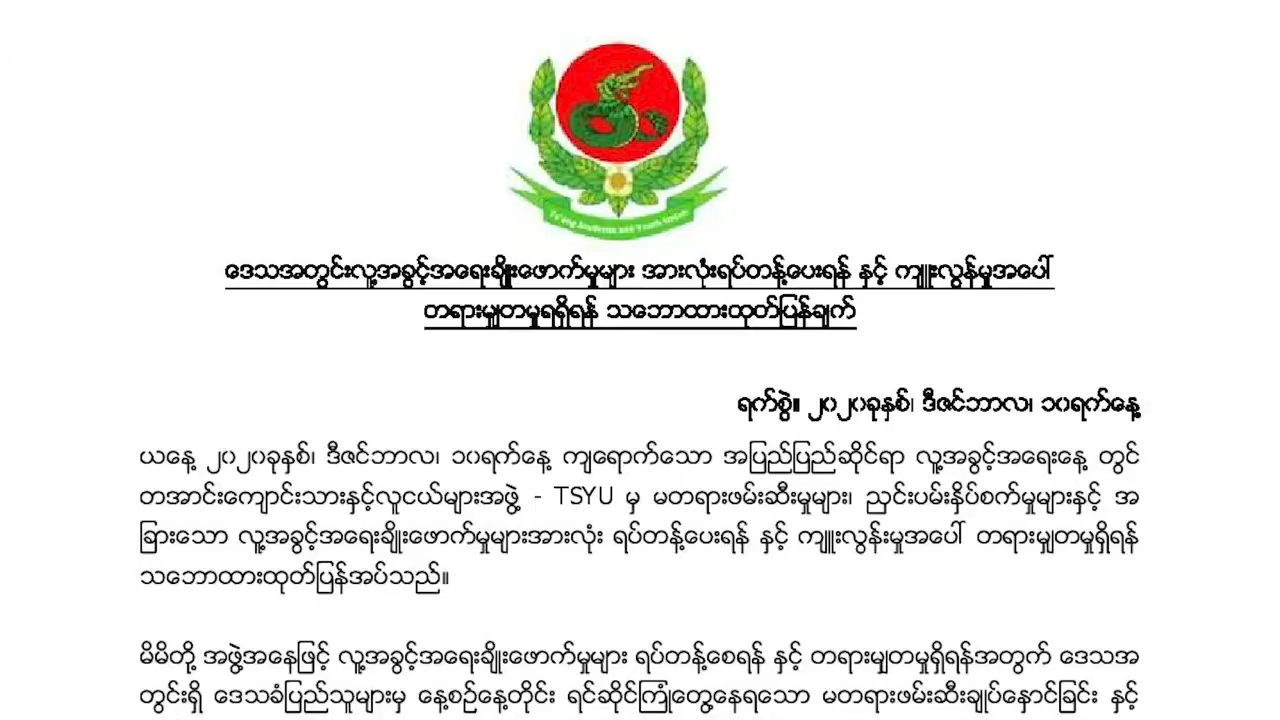 Ta'ang Students and Youth Union
ဒေသအတွင်းလူ့အခွင့်အရေးချိုးဖောက်မှုများ အားလုံးရပ်တန့်ပေးရန် နှင့် ကျူးလွန်မှုအပေါ်
တရားမျှတမှုရရှိရန် သဘောထားထုတ်ပြန်ချက်
ရက်စွဲ။ ၂၀၂၀ခုနှစ်၊ ဒီဇင်ဘာလ၊ ၁၀ရက်နေ့
ယနေ့ ၂၀၂၀ခုနှစ်၊ ဒီဇင်ဘာလ၊ ၁၀ရက်နေ့ ကျရောက်သော အပြည်ပြည်ဆိုင်ရာ လူ့အခွင့်အရေးနေ့ တွင်
တအာင်းကျောင်းသားနှင့်လူငယ်များအဖွဲ့ - TSYU မှ မတရားဖမ်းဆီးမှုများ၊ ညှင်းပမ်းနှိပ်စက်မှုများနှင့် အ
ခြားသော လူ့အခွင့်အရေးချိုးဖောက်မှုများအားလုံး ရပ်တန့်ပေးရန် နှင့် ကျူးလွန်းမှုအပေါ် တရားမျှတမှုရှိရန်
သဘောထားထုတ်ပြန်အပ်သည်။
မိမိတို့ အဖွဲ့အနေဖြင့် လူ့အခွင့်အရေးချိုးဖောက်မှုများ ရပ်တန့်စေရန် နှင့် တရားမျှတမှုရှိရန်အတွက် ဒေသအ
တွင်းရှိ ဒေသခံပြည်သူများမှ နေ့စဉ်နေ့တိုင်း ရင်ဆိုင်ကြုံတွေ့နေရသော မတရားဖမ်းဆီးချုပ်နှောင်ခြင်း နှင့်